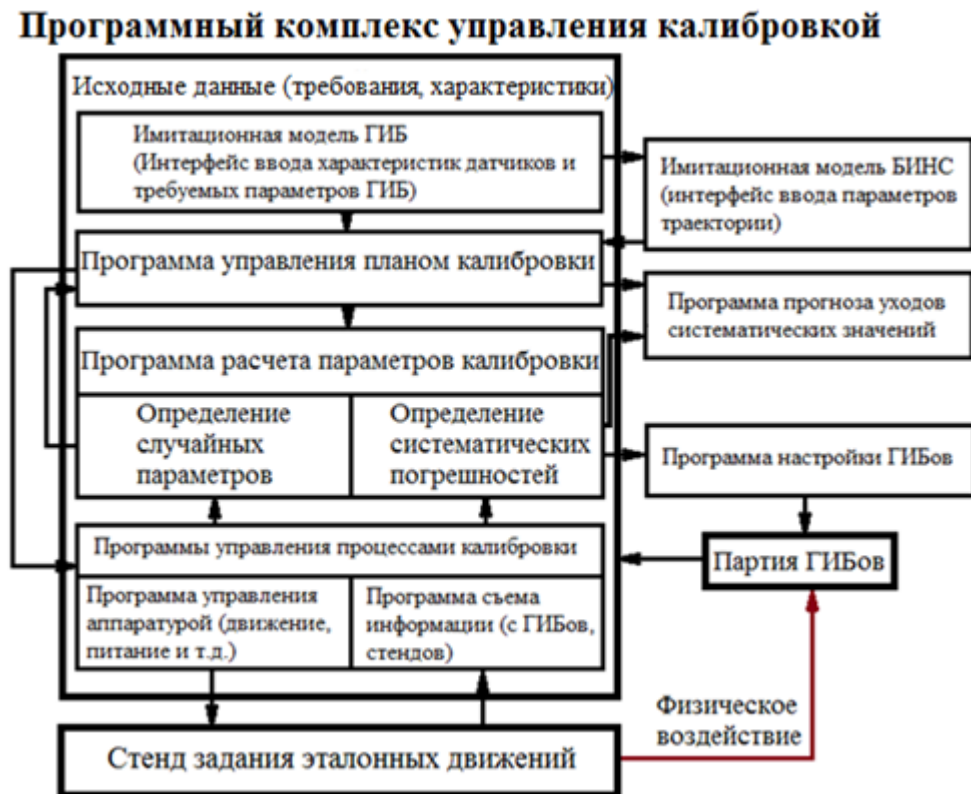 Программный комплекс управления калибровкой
Исходные данные (требования, характеристики)
Имитационная модель ГИБ
(Интерфейс ввода характеристик датчиков и
требуемых параметров ГИБ)
Имитационная модель БИНС
(интерфейс ввода параметров
траектории)
Программа управления планом калибровки
Программа прогноза уходов
систематических значений
Программа расчета параметров калибровки
Определение
случайных
параметров
Определение
систематических
погрешностей
Программа настройки ГИБов
Программы управления процессами калибровки
Партия ГИБов
Программа управления
аппаратурой (движение,
питание и т.д.)
Программа съема
информации (с ГИБов,
стендов)
Физическое
воздействие
Стенд задания эталонных движений